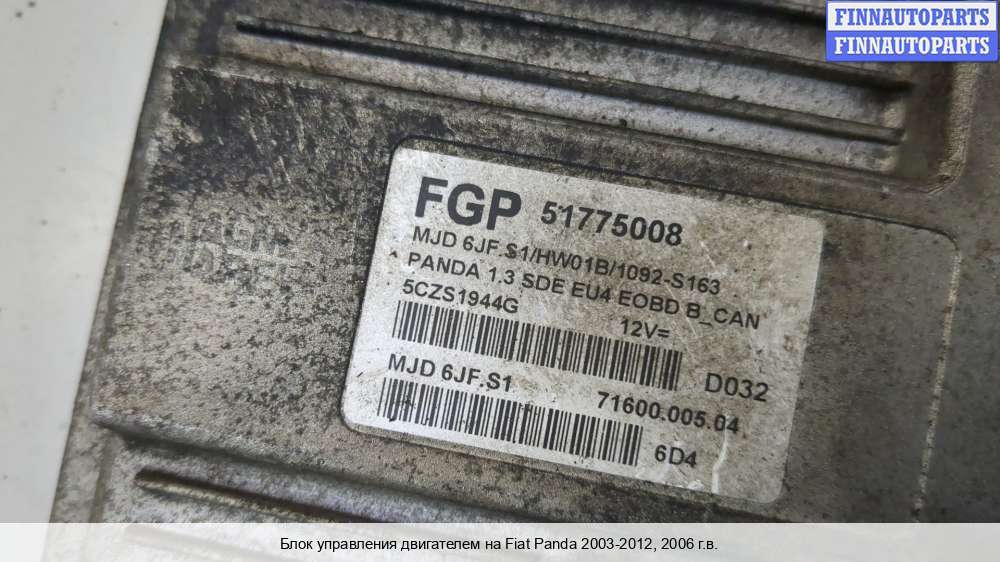 FINNAUTOPARTS
FINNAUTOPARTS
FGP 51775008
MJD 6JF.S1/HW01B/1092-S163
PANDA 1.3 SDE EU4 EOBD B_CAN
5CZS1944G 12V=
D032
MJD 6JF.S1 71600.005.04
6D4
Блок управления двигателем на Fiat Panda 2003-2012, 2006 г.в.